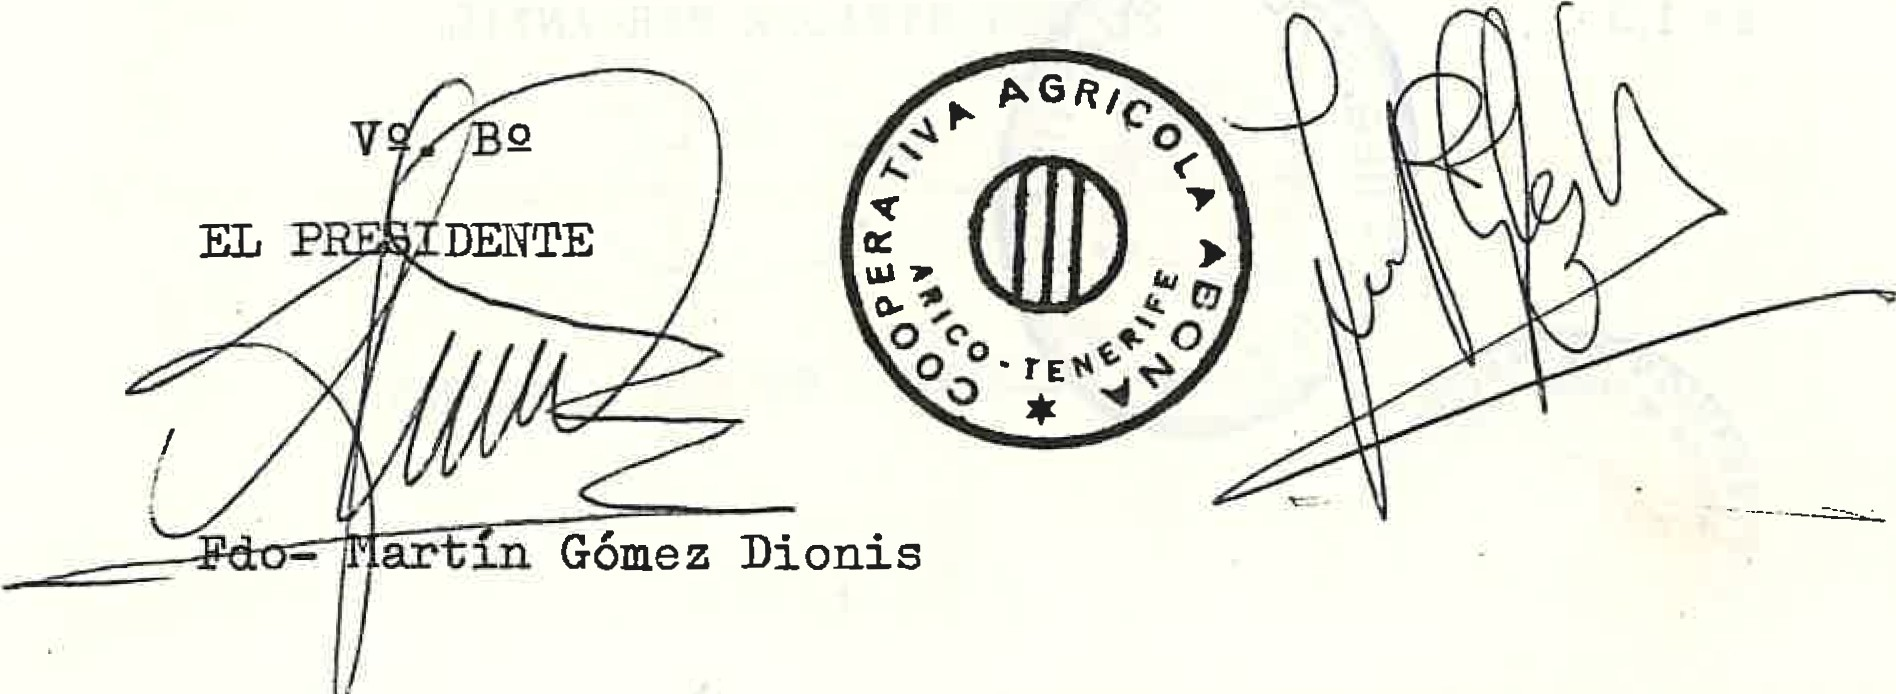 Vº. Bº
EL PRESIDENTE
Fdo- Martín Gómez Dionis
COOPERATIVA AGRICOLA ABONA
ARICO - TENERIFE